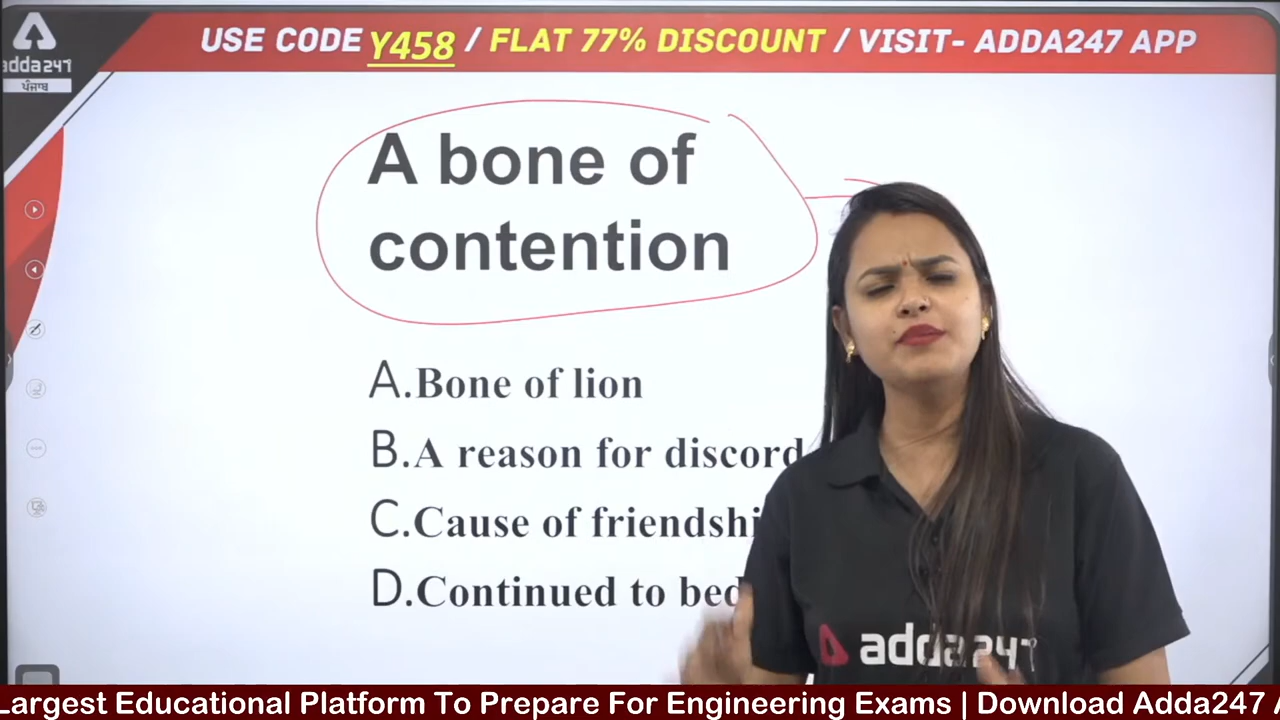 USE CODE Y458 / FLAT 77% DISCOUNT / VISIT- ADDA247 APP
adda247
ਪੰਜਾਬ
A bone of
contention
A. Bone of lion
B. A reason for discord
C. Cause of friendshi
D. Continued to bed
adda247
Largest Educational Platform To Prepare For Engineering Exams | Download Adda247